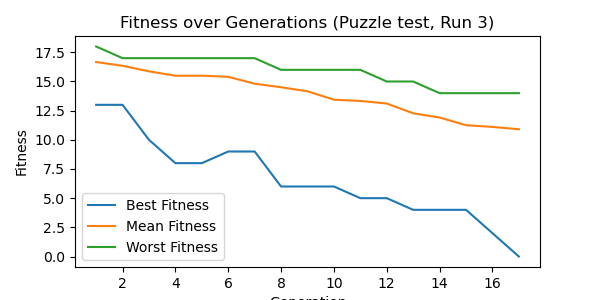 Fitness over Generations (Puzzle test, Run 3)
17.5
15.0
12.5
10.0
7.5
5.0
2.5
0.0
Fitness
Best Fitness
Mean Fitness
Worst Fitness
2 4 6 8 10 12 14 16
Generation